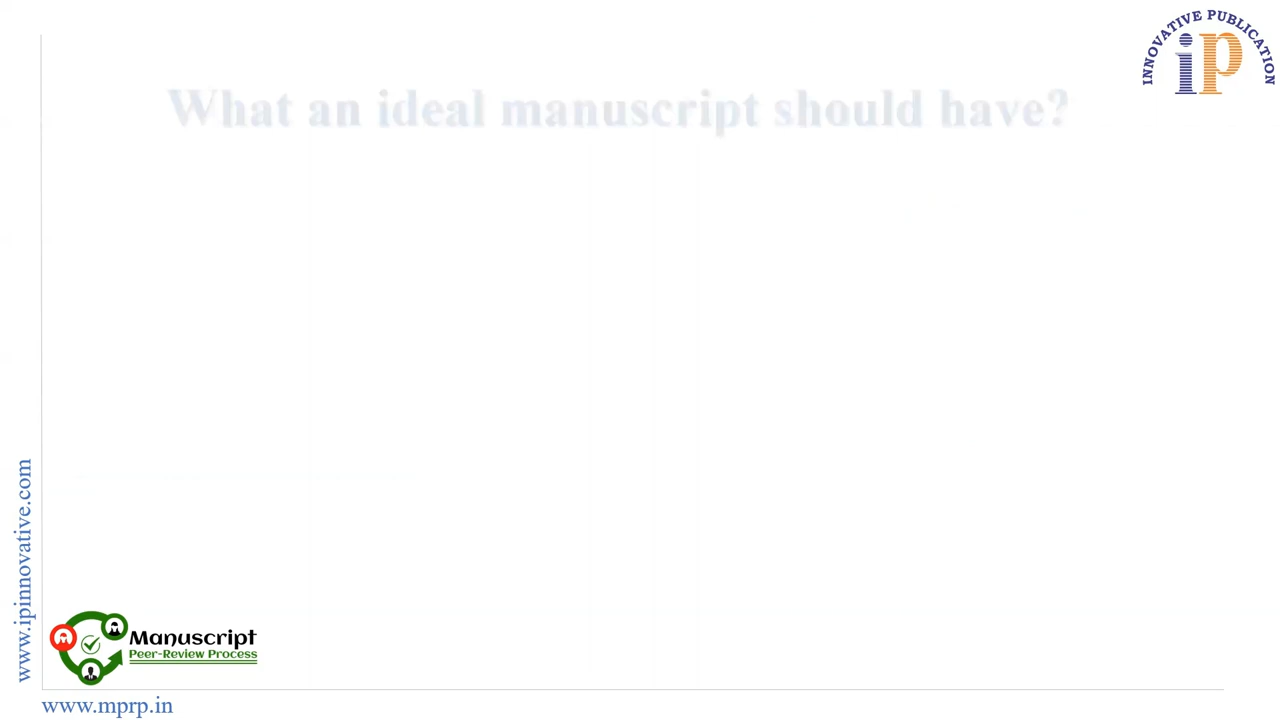 INNOVATIVE PUBLICATION
iP
What an ideal manuscript should have?
www.ipinnovative.com
Manuscript
Peer-Review Process
www.mprp.in